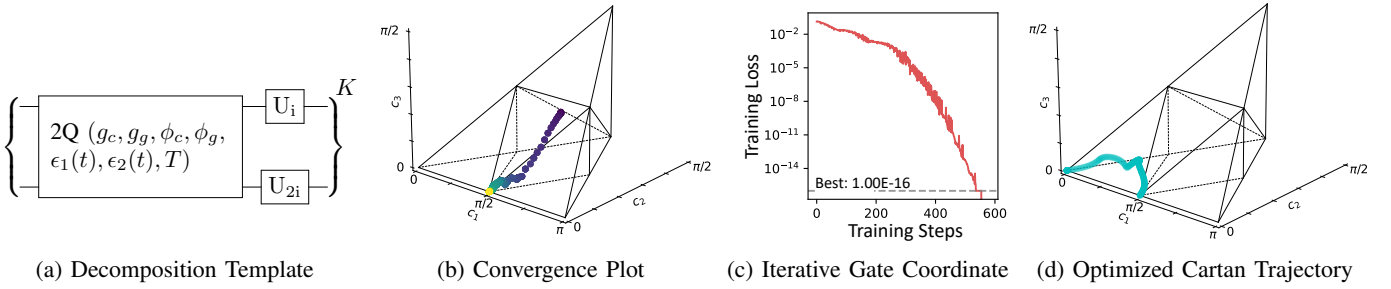 K
U_i
2Q (g_c, g_g, ϕ_c, ϕ_g,
ϵ_1(t), ϵ_2(t), T)
U_2i
(a) Decomposition Template
π/2
c_3
0
0
π/2
c_1
π
0
c_2
π/2
(b) Convergence Plot
Training Loss
10^-2
10^-5
10^-8
10^-11
10^-14
Best: 1.00E-16
0 200 400 600
Training Steps
(c) Iterative Gate Coordinate
π/2
c_3
0
0
π/2
c_1
π
0
c_2
π/2
(d) Optimized Cartan Trajectory